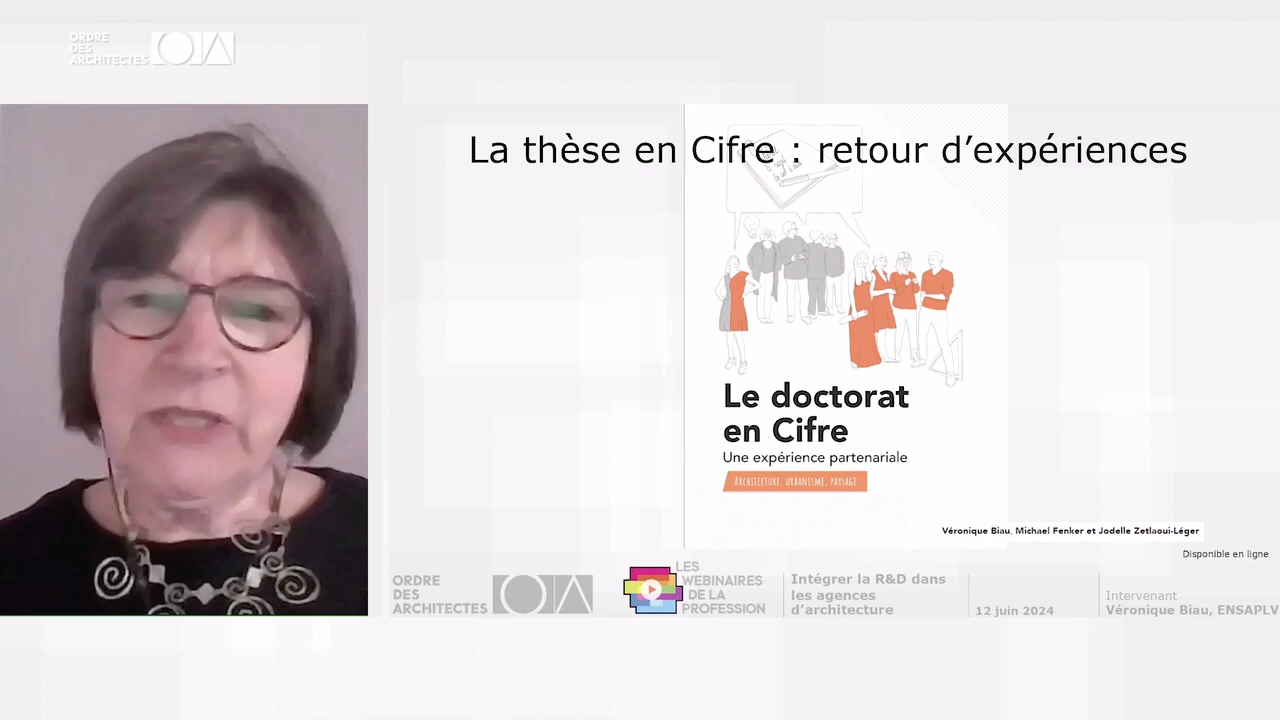 ORDRE
DES
ARCHITECTES
La thèse en Cifre : retour d’expériences
Le doctorat
en Cifre
Une expérience partenariale
Architecture, urbanisme, paysage
Véronique Biau, Michael Fenker et Jodelle Zetlaoui-Léger
Disponible en ligne
ORDRE
DES
ARCHITECTES
LES
WEBINAIRES
DE LA
PROFESSION
Intégrer la R&D dans
les agences
d’architecture
12 juin 2024
Intervenant
Véronique Biau, ENSAPLV